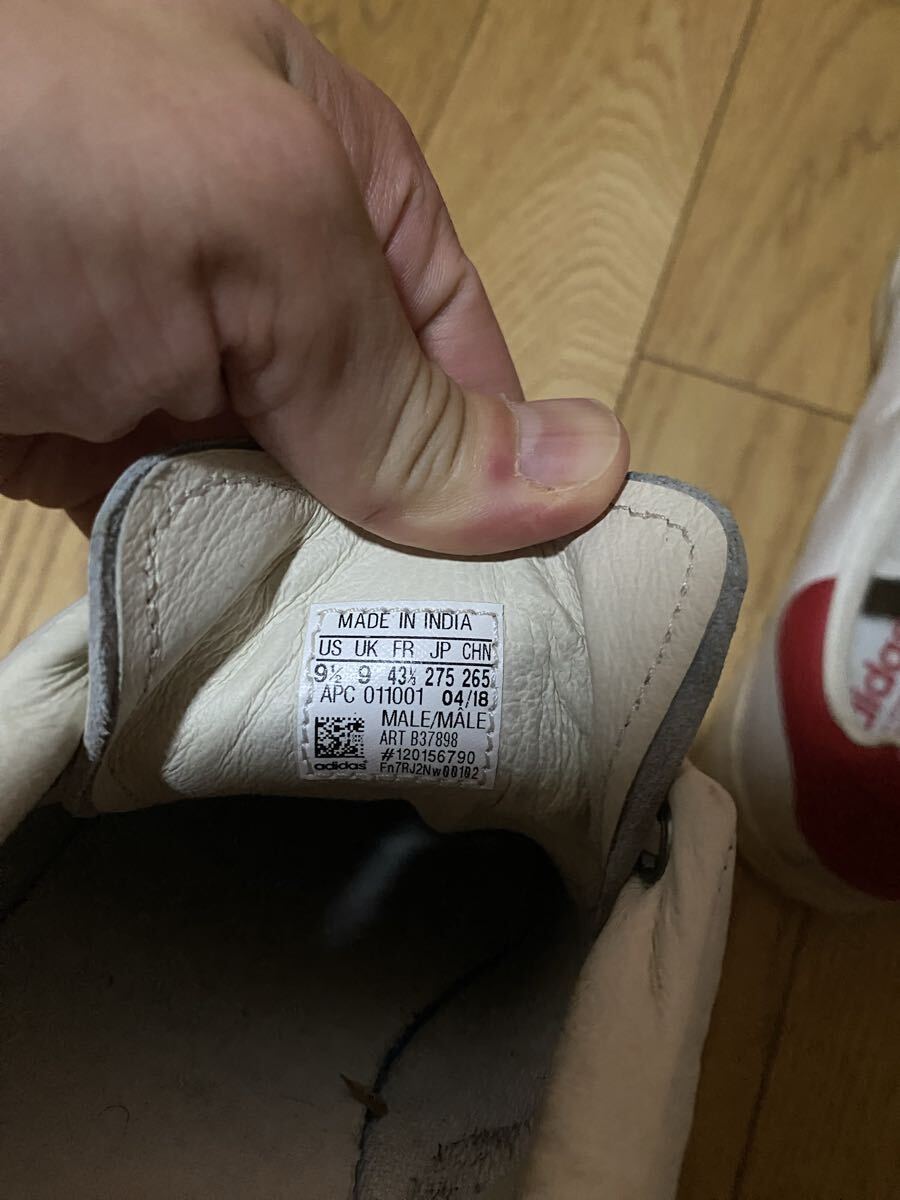 MADE IN INDIA
US UK FR JP CHN
9½ 9 43⅓ 275 265
APC 011001 04/18
MALE/MÂLE
ART B37898
#120156790
adidas Fn7RJ2Nw00102
adidas